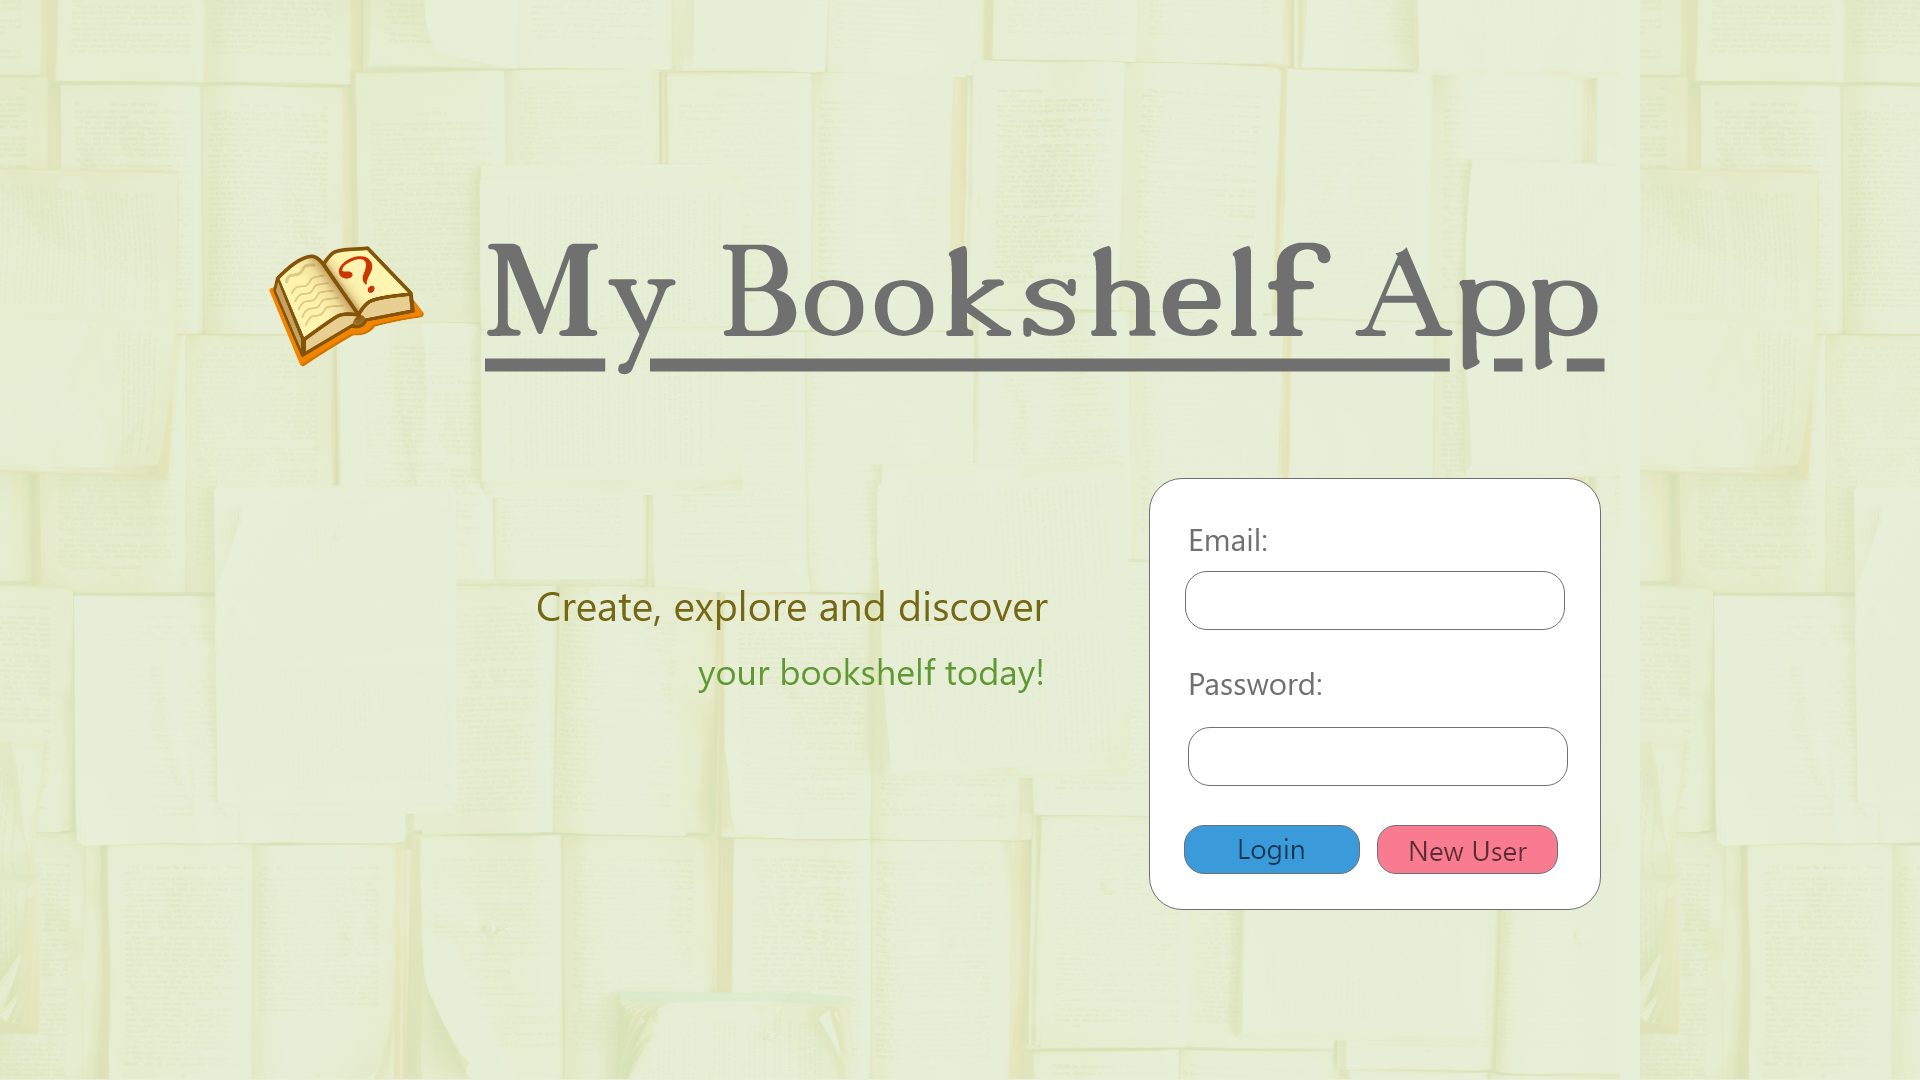 ?
My Bookshelf App
Email:
Create, explore and discover
your bookshelf today!
Password:
Login
New User